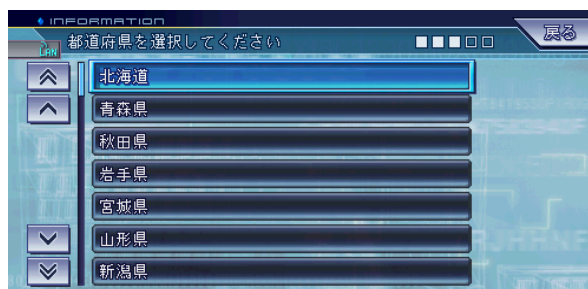 INFORMATION
LAN
都道府県を選択してください
戻る
北海道
青森県
秋田県
岩手県
宮城県
山形県
新潟県